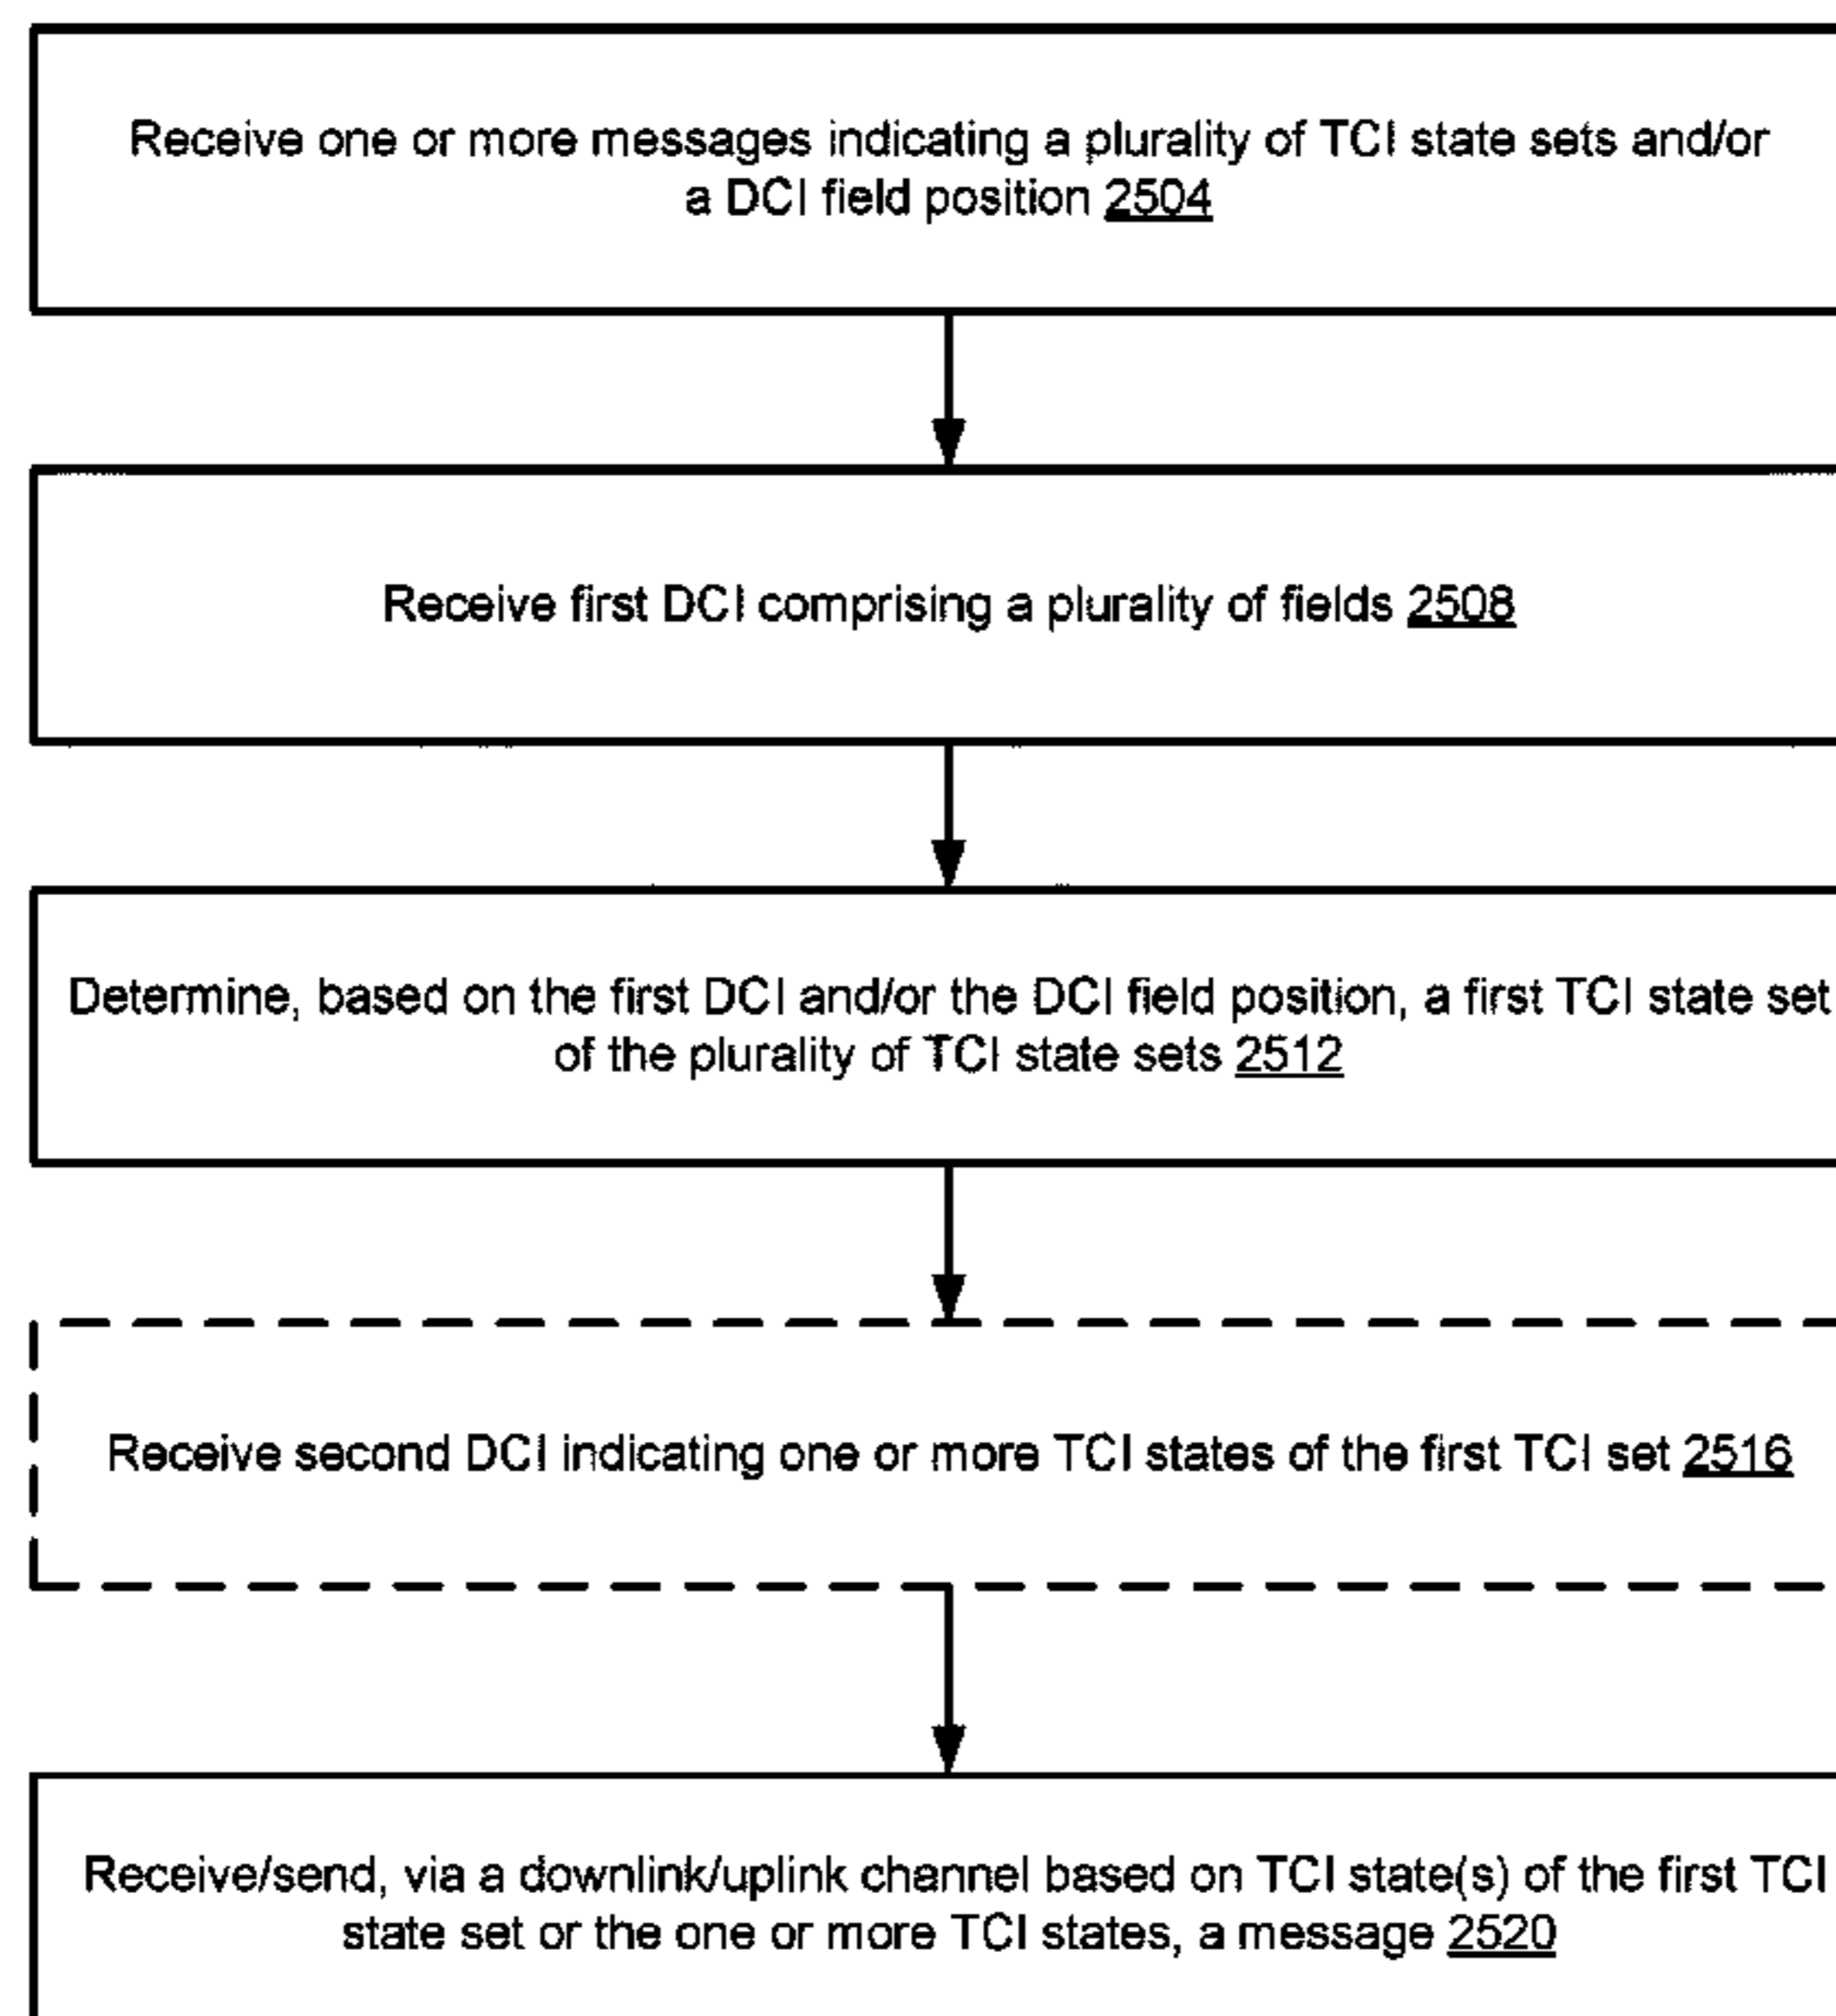 Receive one or more messages indicating a plurality of TCI state sets and/or
a DCI field position 2504
Receive first DCI comprising a plurality of fields 2508
Determine, based on the first DCI and/or the DCI field position, a first TCI state set
of the plurality of TCI state sets 2512
Receive second DCI indicating one or more TCI states of the first TCI set 2516
Receive/send, via a downlink/uplink channel based on TCI state(s) of the first TCI
state set or the one or more TCI states, a message 2520